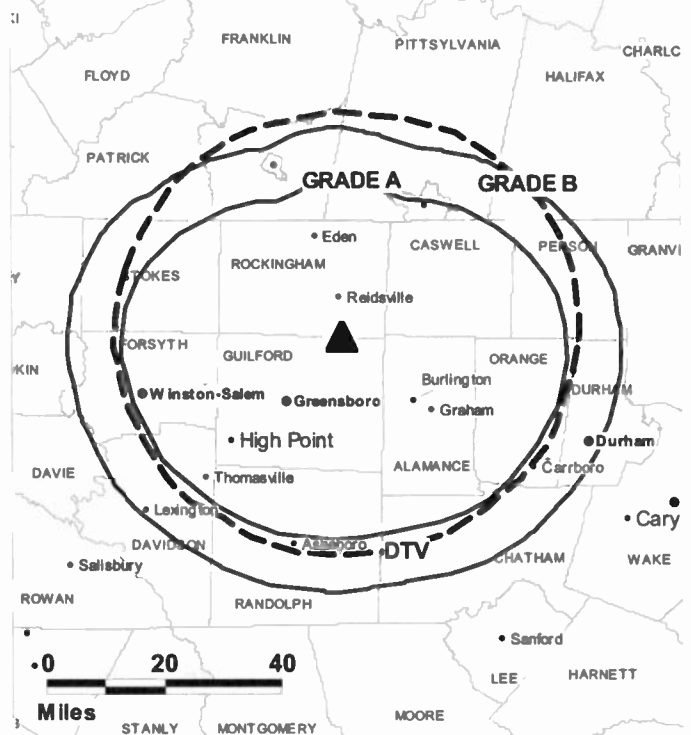 FRANKLIN
PITTSYLVANIA
CHARLC
FLOYD
HALIFAX
PATRICK
GRADE A
GRADE B
Eden
CASWELL
PERSON
GRANVI
ROCKINGHAM
STOKES
Reidsville
FORSYTH
GUILFORD
ORANGE
KIN
Burlington
DURHAM
Winston-Salem
Greensboro
Graham
High Point
Durham
ALAMANCE
Carrboro
DAVIE
Thomasville
Lexington
Cary
DAVIDSON
Asheboro
DTV
CHATHAM
WAKE
Salisbury
ROWAN
RANDOLPH
Sanford
0 20 40
LEE
HARNETT
Miles
STANLY
MONTGOMERY
MOORE